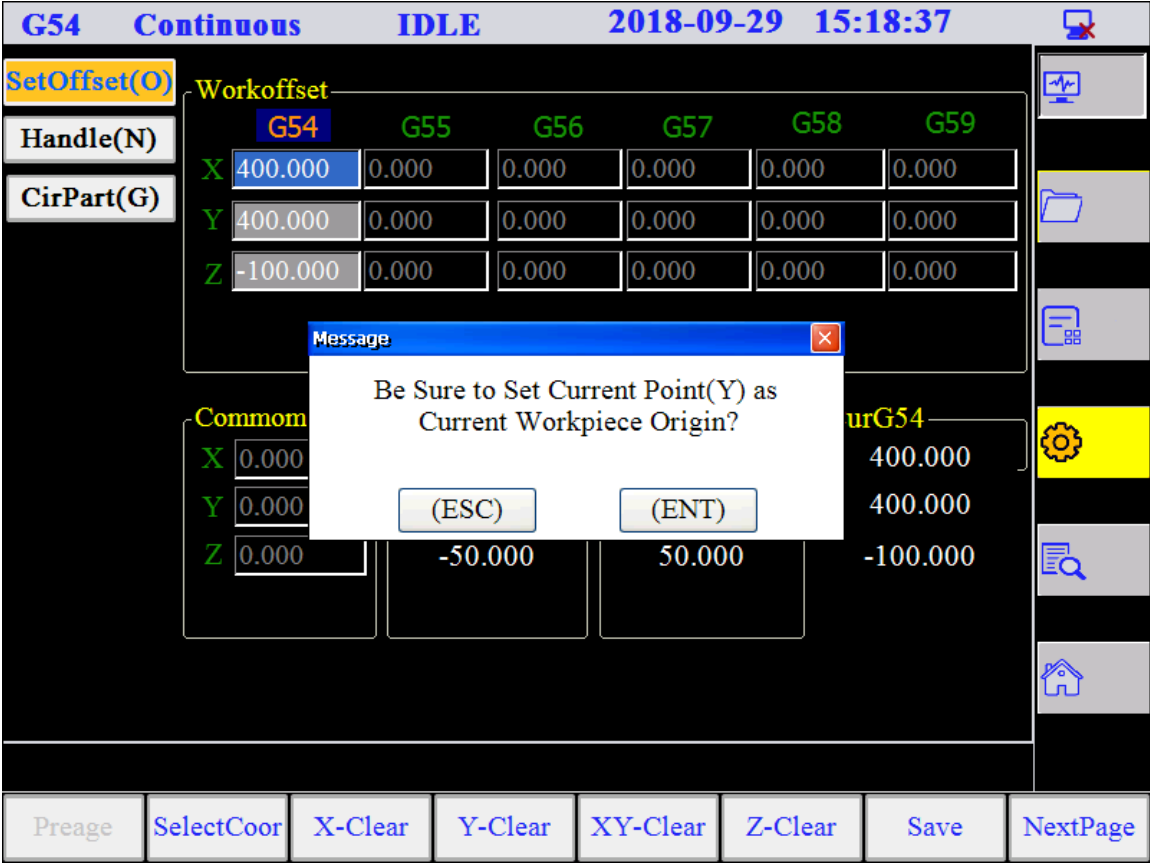 G54 Continuous IDLE 2018-09-29 15:18:37
SetOffset(O)
Handle(N)
CirPart(G)
Workoffset
G54 G55 G56 G57 G58 G59
X 400.000 0.000 0.000 0.000 0.000 0.000
Y 400.000 0.000 0.000 0.000 0.000 0.000
Z -100.000 0.000 0.000 0.000 0.000 0.000
Message
Be Sure to Set Current Point(Y) as
Current Workpiece Origin?
(ESC) (ENT)
Commom urG54
X 0.000 400.000
Y 0.000 400.000
Z 0.000 -50.000 50.000 -100.000
Preage SelectCoor X-Clear Y-Clear XY-Clear Z-Clear Save NextPage